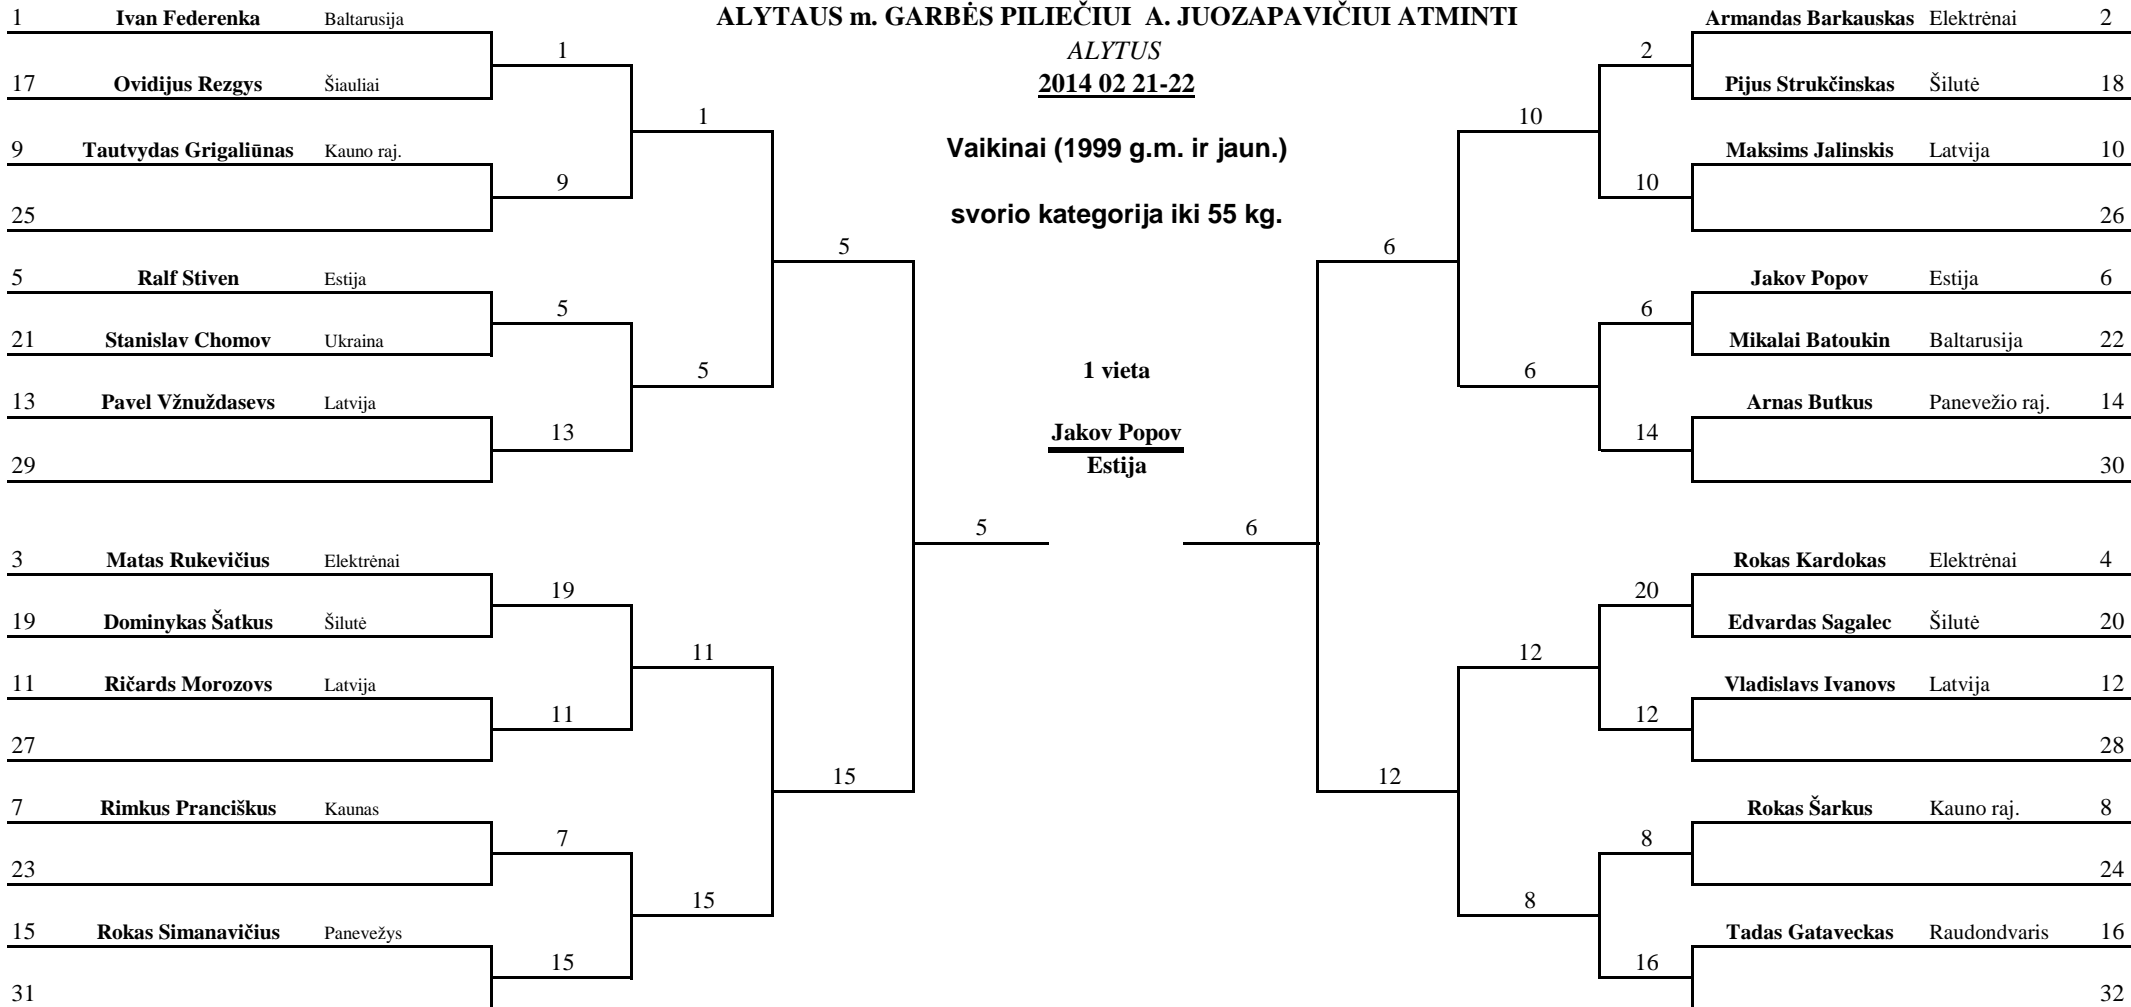 ALYTAUS m. GARBĖS PILIEČIUI A. JUOZAPAVIČIUI ATMINTI
ALYTUS
2014 02 21-22
Vaikinai (1999 g.m. ir jaun.)
svorio kategorija iki 55 kg.
1 Ivan Federenka Baltarusija
1
17 Ovidijus Rezgys Šiauliai
1
9 Tautvydas Grigaliūnas Kauno raj.
9
25
5
5 Ralf Stiven Estija
5
21 Stanislav Chomov Ukraina
5
13 Pavel Vžnuždasevs Latvija
13
29
5
3 Matas Rukevičius Elektrėnai
19
19 Dominykas Šatkus Šilutė
11
11 Ričards Morozovs Latvija
11
27
15
7 Rimkus Pranciškus Kaunas
7
23
15
15 Rokas Simanavičius Panevežys
15
31
1 vieta
Jakov Popov
Estija
Armandas Barkauskas Elektrėnai 2
2
Pijus Strukčinskas Šilutė 18
10
Maksims Jalinskis Latvija 10
10
26
6
Jakov Popov Estija 6
6
Mikalai Batoukin Baltarusija 22
6
Arnas Butkus Panevežio raj. 14
14
30
6
Rokas Kardokas Elektrėnai 4
20
Edvardas Sagalec Šilutė 20
12
Vladislavs Ivanovs Latvija 12
12
28
12
Rokas Šarkus Kauno raj. 8
8
24
8
Tadas Gataveckas Raudondvaris 16
16
32